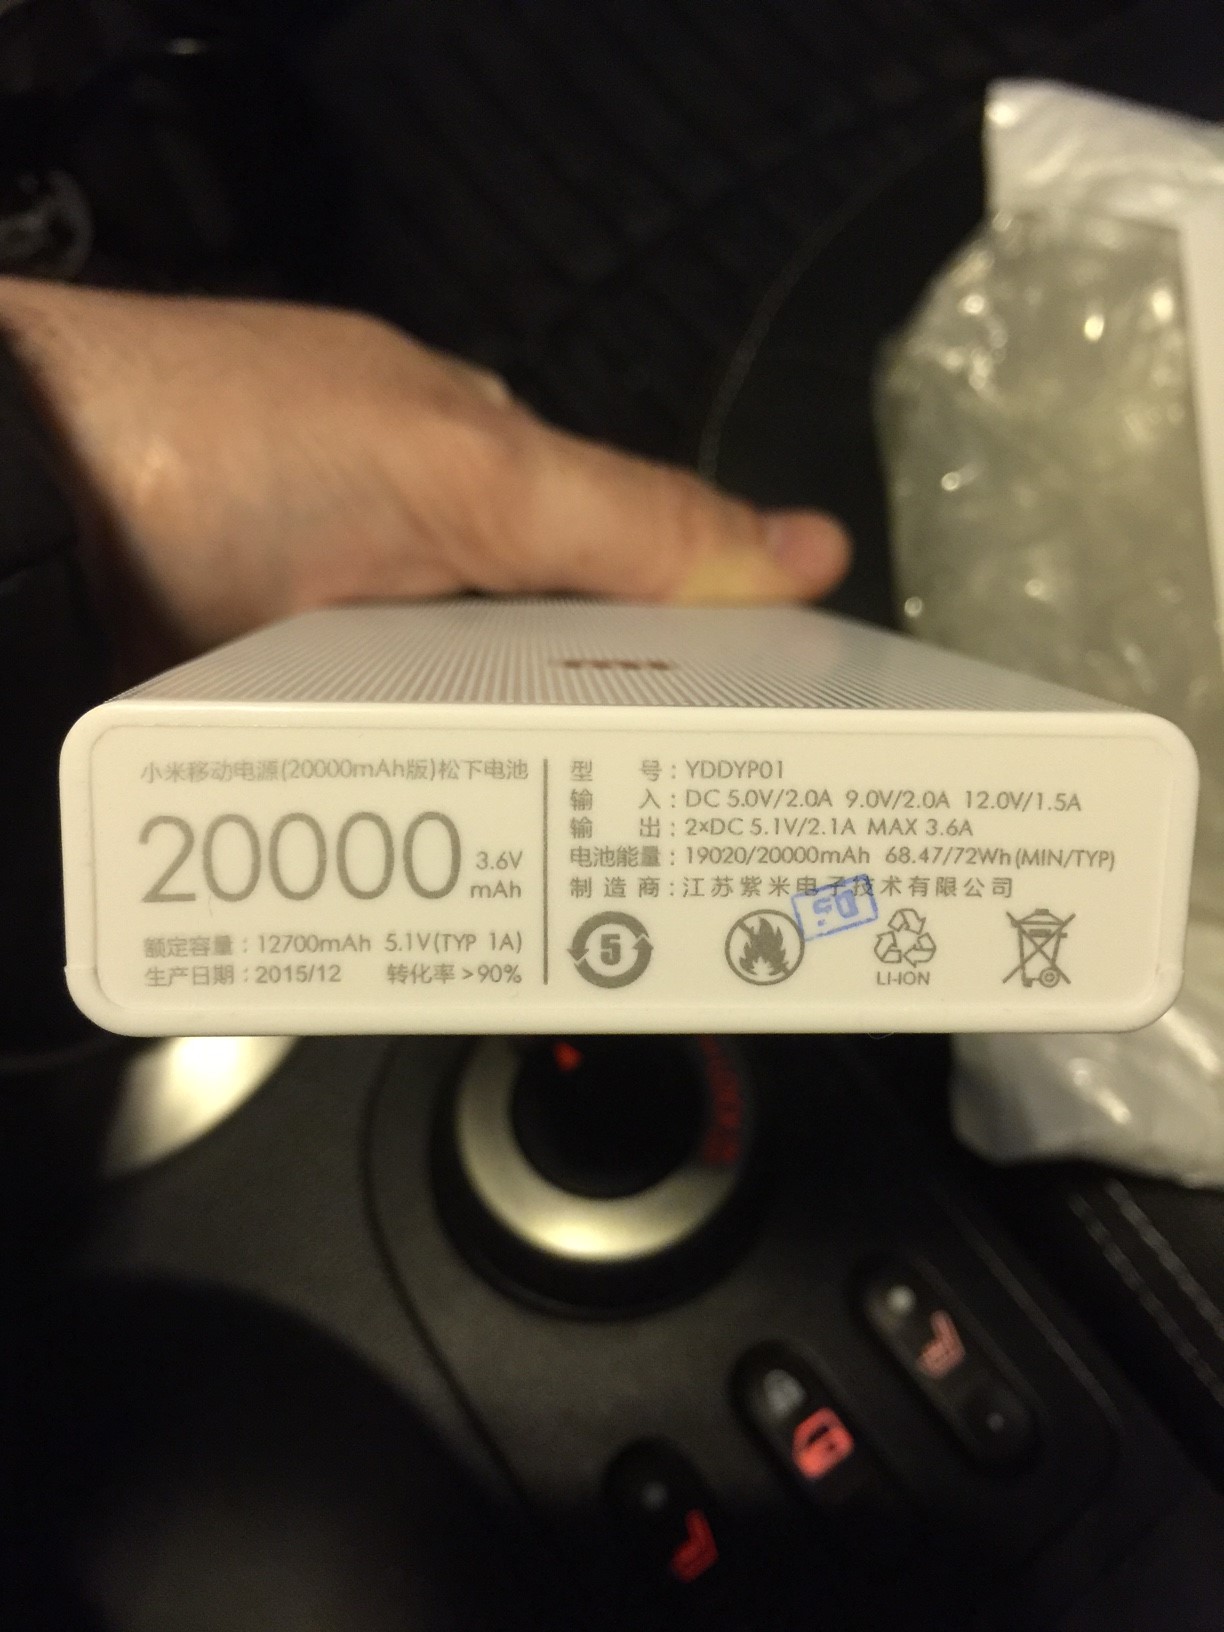 小米移动电源(20000mAh版)松下电池
20000 3.6V
mAh
额定容量：12700mAh 5.1V(TYP 1A)
生产日期：2015/12 转化率>90%
型 号：YDDYP01
输 入：DC 5.0V/2.0A 9.0V/2.0A 12.0V/1.5A
输 出：2×DC 5.1V/2.1A MAX 3.6A
电池能量：19020/20000mAh 68.47/72Wh(MIN/TYP)
制 造 商：江苏紫米电子技术有限公司
5
LI-ION